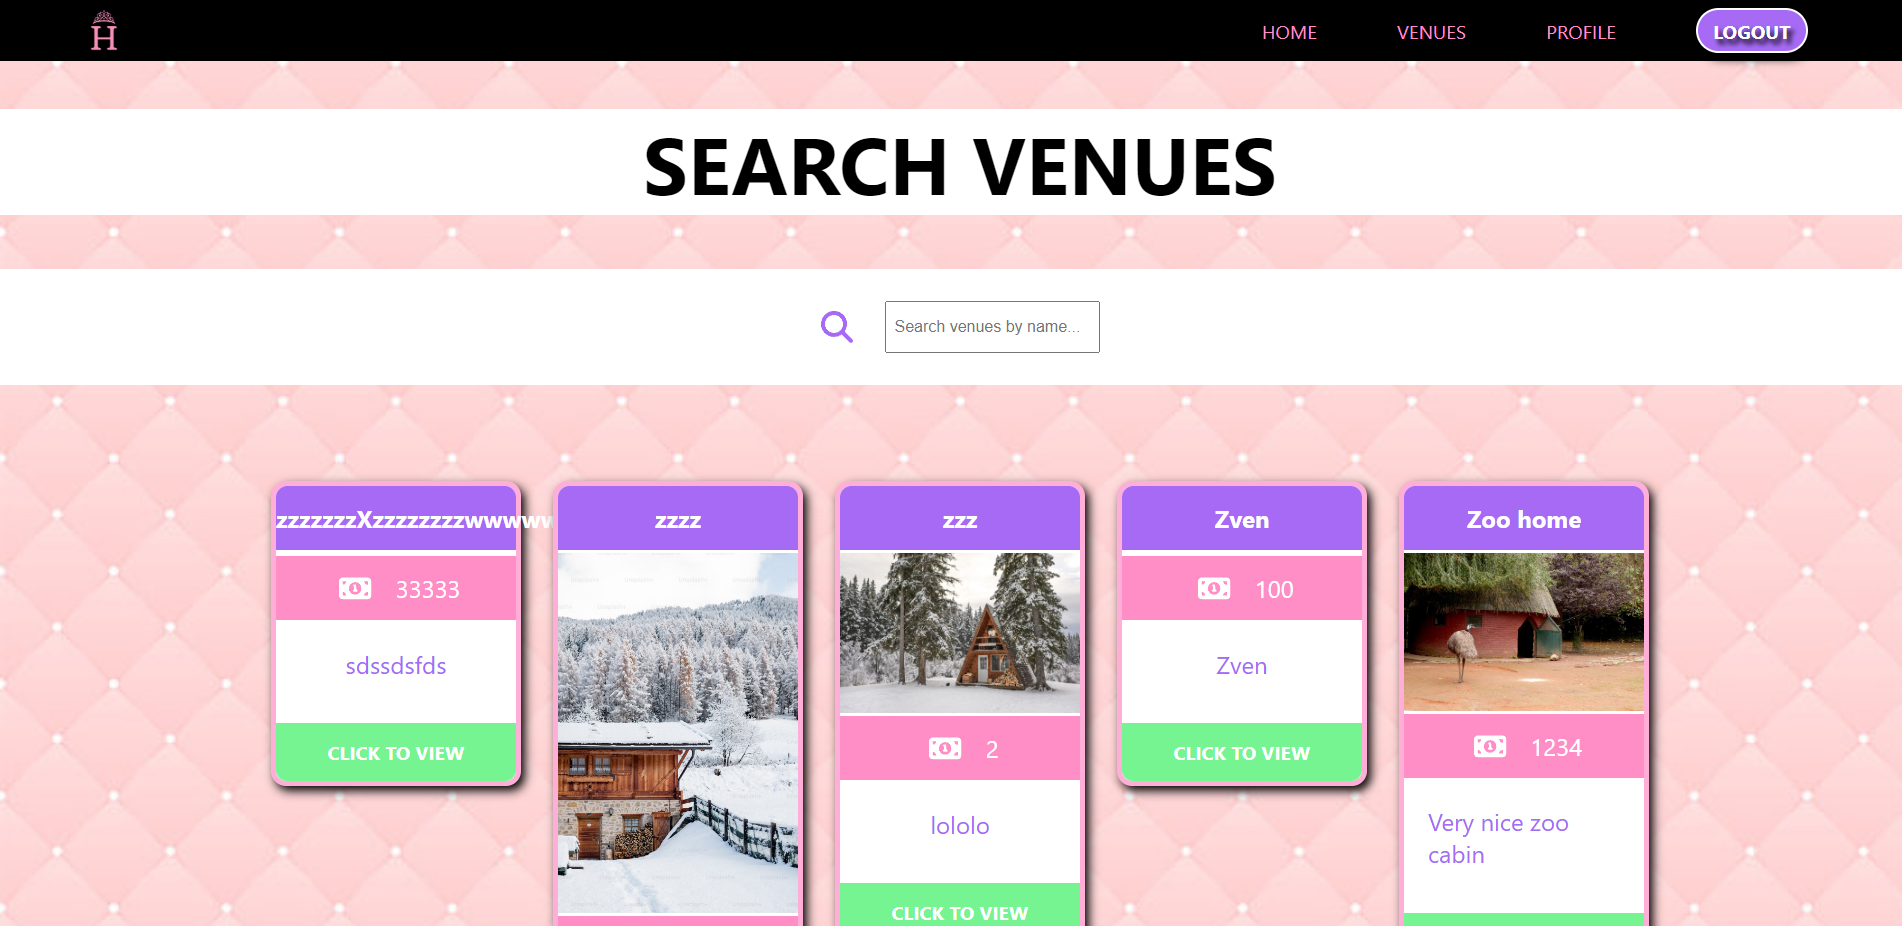 H
HOME
VENUES
PROFILE
LOGOUT
SEARCH VENUES
Search venues by name...
zzzz
zzz
Zven
Zoo home
33333
sdssdsfds
CLICK TO VIEW
2
lololo
CLICK TO VIEW
100
Zven
CLICK TO VIEW
1234
Very nice zoo
cabin